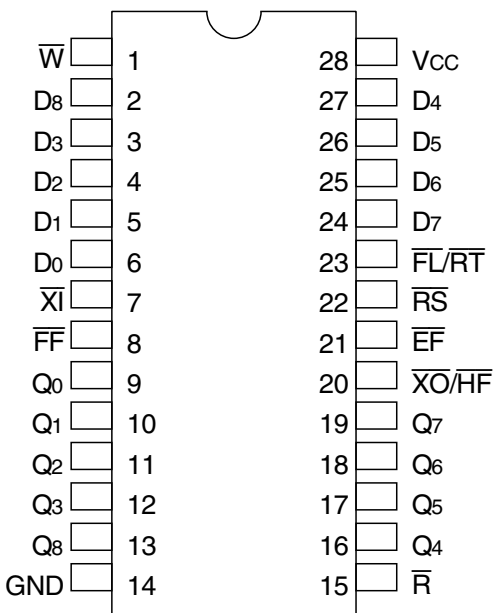 W̅ 1 28 VCC
D8 2 27 D4
D3 3 26 D5
D2 4 25 D6
D1 5 24 D7
D0 6 23 F̅L̅/R̅T̅
X̅I̅ 7 22 R̅S̅
F̅F̅ 8 21 E̅F̅
Q0 9 20 X̅O̅/H̅F̅
Q1 10 19 Q7
Q2 11 18 Q6
Q3 12 17 Q5
Q8 13 16 Q4
GND 14 15 R̅